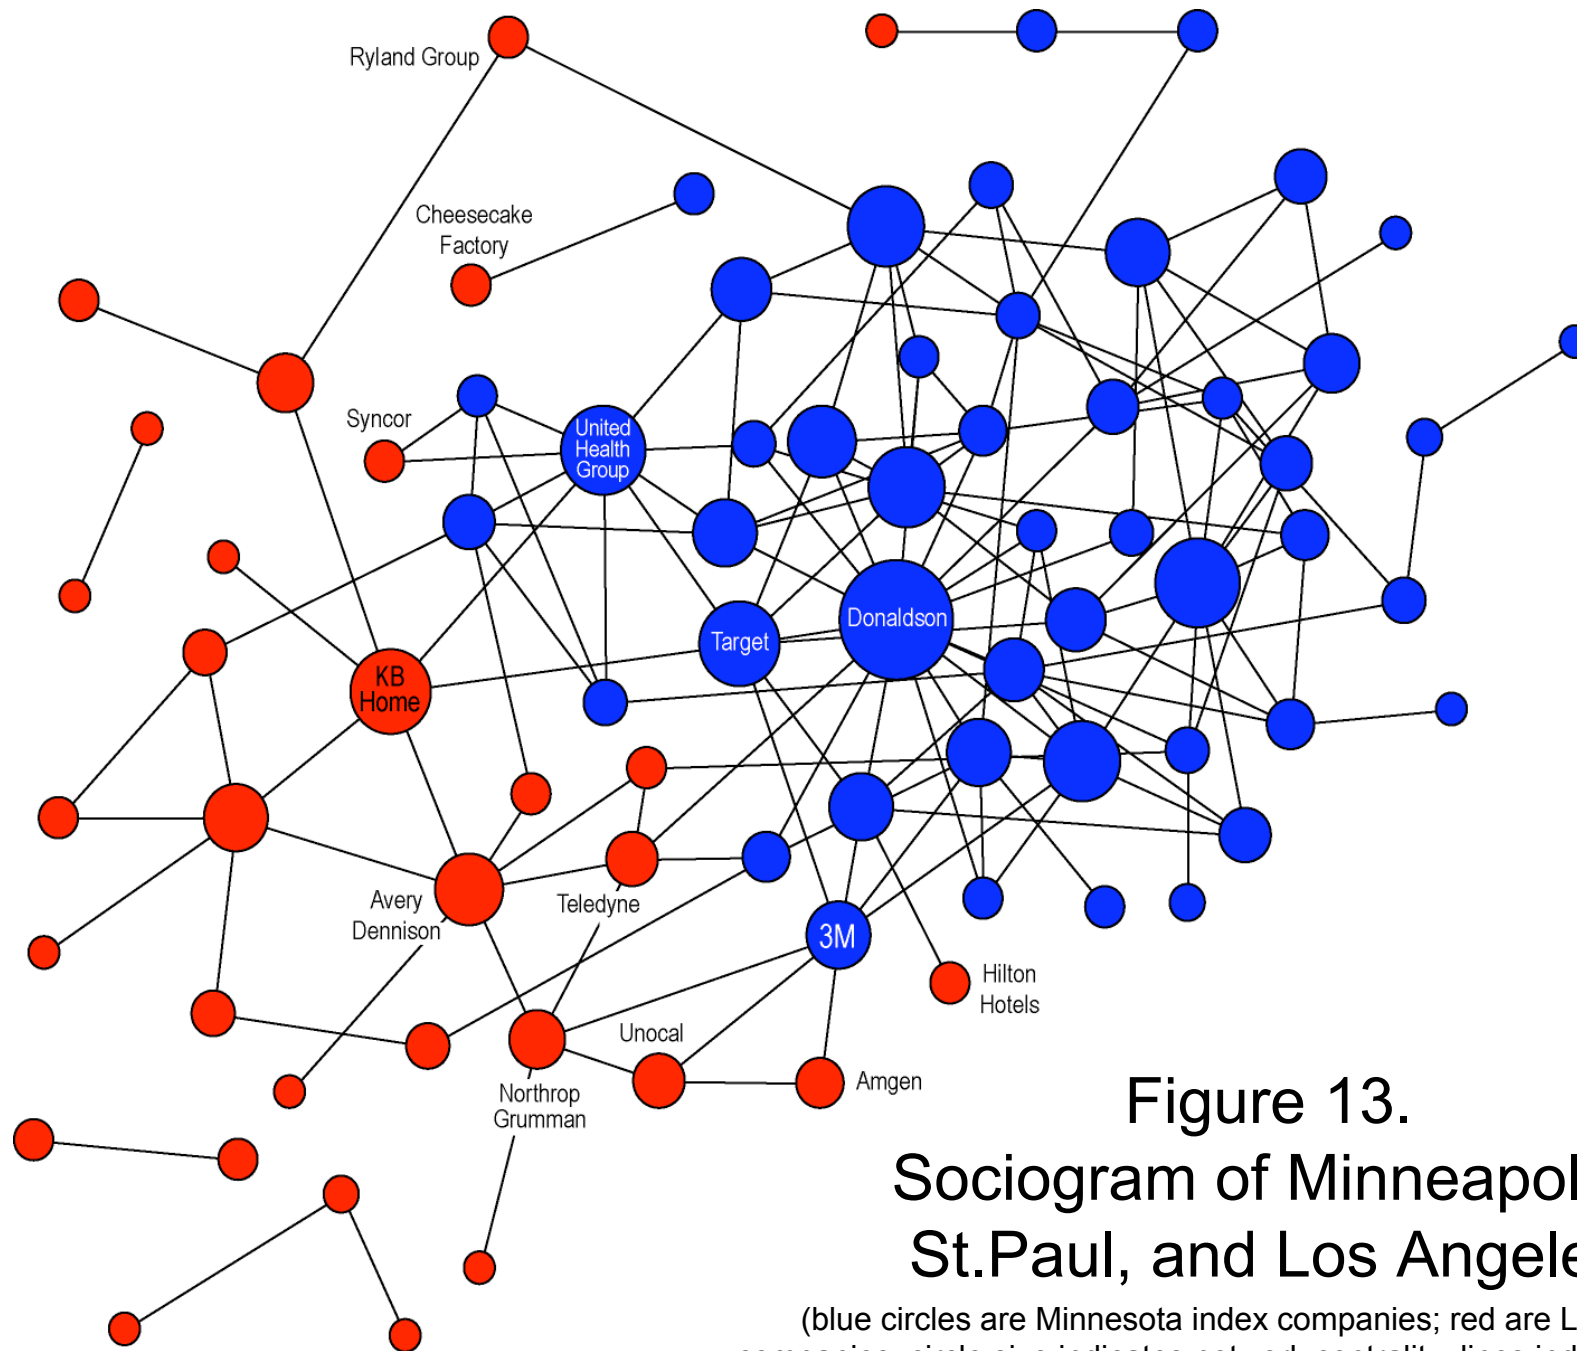 Ryland Group
Cheesecake
Factory
Syncor
United
Health
Group
Donaldson
Target
KB
Home
Avery
Dennison
Teledyne
3M
Hilton
Hotels
Unocal
Amgen
Northrop
Grumman
Figure 13.
Sociogram of Minneapol
St.Paul, and Los Angele
(blue circles are Minnesota index companies; red are L